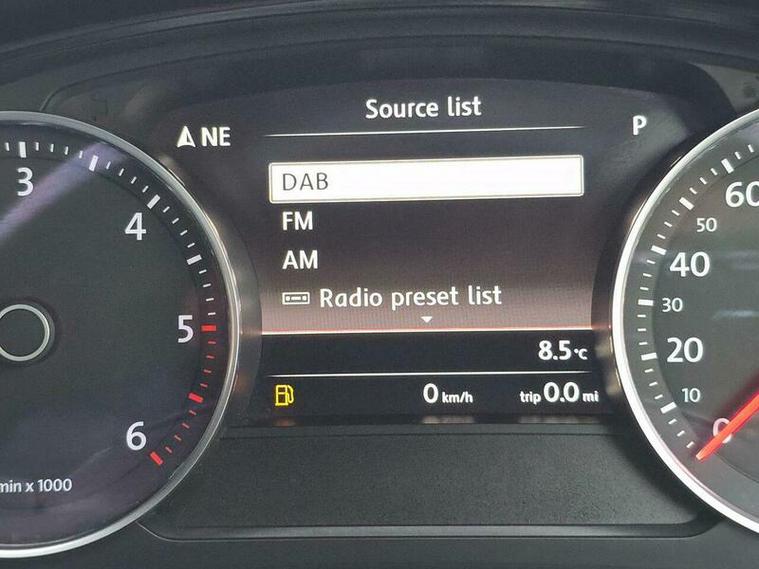 Source list
NE
P
DAB
FM
AM
Radio preset list
8.5°C
0 km/h
trip 0.0 mi
3
4
5
6
min x 1000
60
50
40
30
20
10
0